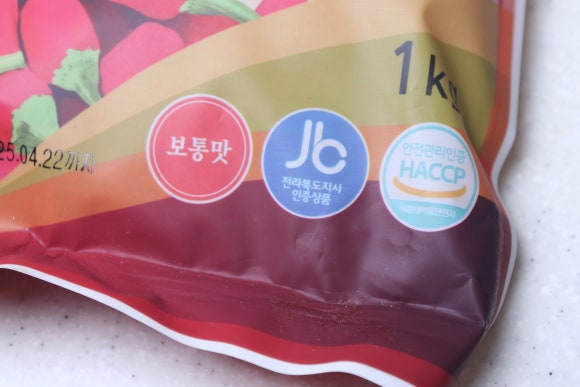 1kg
25.04.22까지
보통맛
Jb
전라북도지사
인증상품
안전관리인증
HACCP
식품의약품안전처